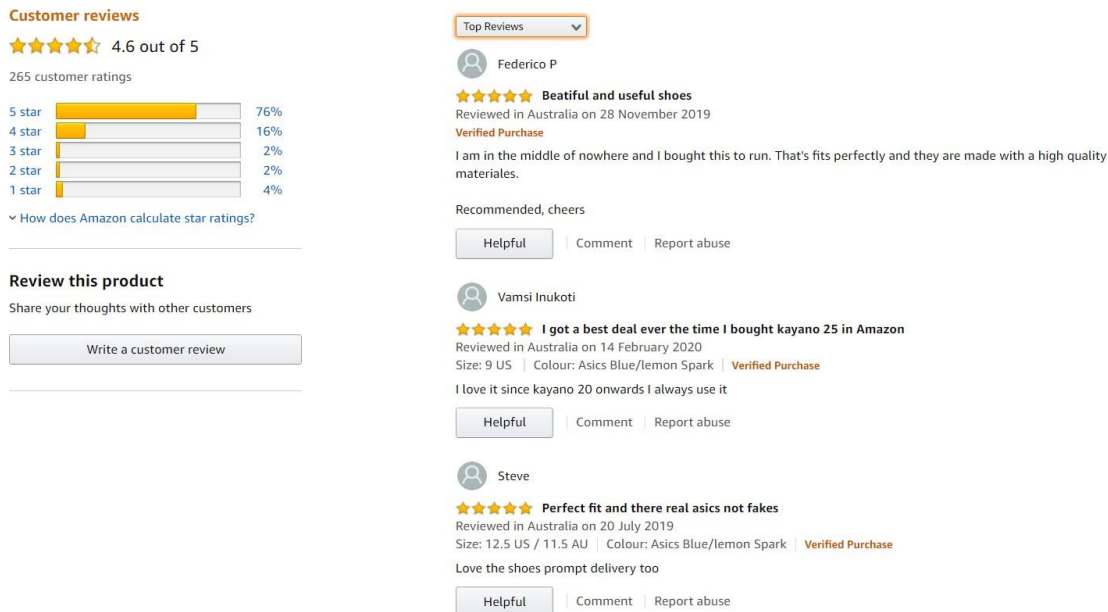 Customer reviews
4.6 out of 5
265 customer ratings
5 star 76%
4 star 16%
3 star 2%
2 star 2%
1 star 4%
How does Amazon calculate star ratings?
Review this product
Share your thoughts with other customers
Write a customer review
Top Reviews
Federico P
Beatiful and useful shoes
Reviewed in Australia on 28 November 2019
Verified Purchase
I am in the middle of nowhere and I bought this to run. That's fits perfectly and they are made with a high quality
materiales.
Recommended, cheers
Helpful Comment Report abuse
Vamsi Inukoti
I got a best deal ever the time I bought kayano 25 in Amazon
Reviewed in Australia on 14 February 2020
Size: 9 US Colour: Asics Blue/lemon Spark Verified Purchase
I love it since kayano 20 onwards I always use it
Helpful Comment Report abuse
Steve
Perfect fit and there real asics not fakes
Reviewed in Australia on 20 July 2019
Size: 12.5 US / 11.5 AU Colour: Asics Blue/lemon Spark Verified Purchase
Love the shoes prompt delivery too
Helpful Comment Report abuse